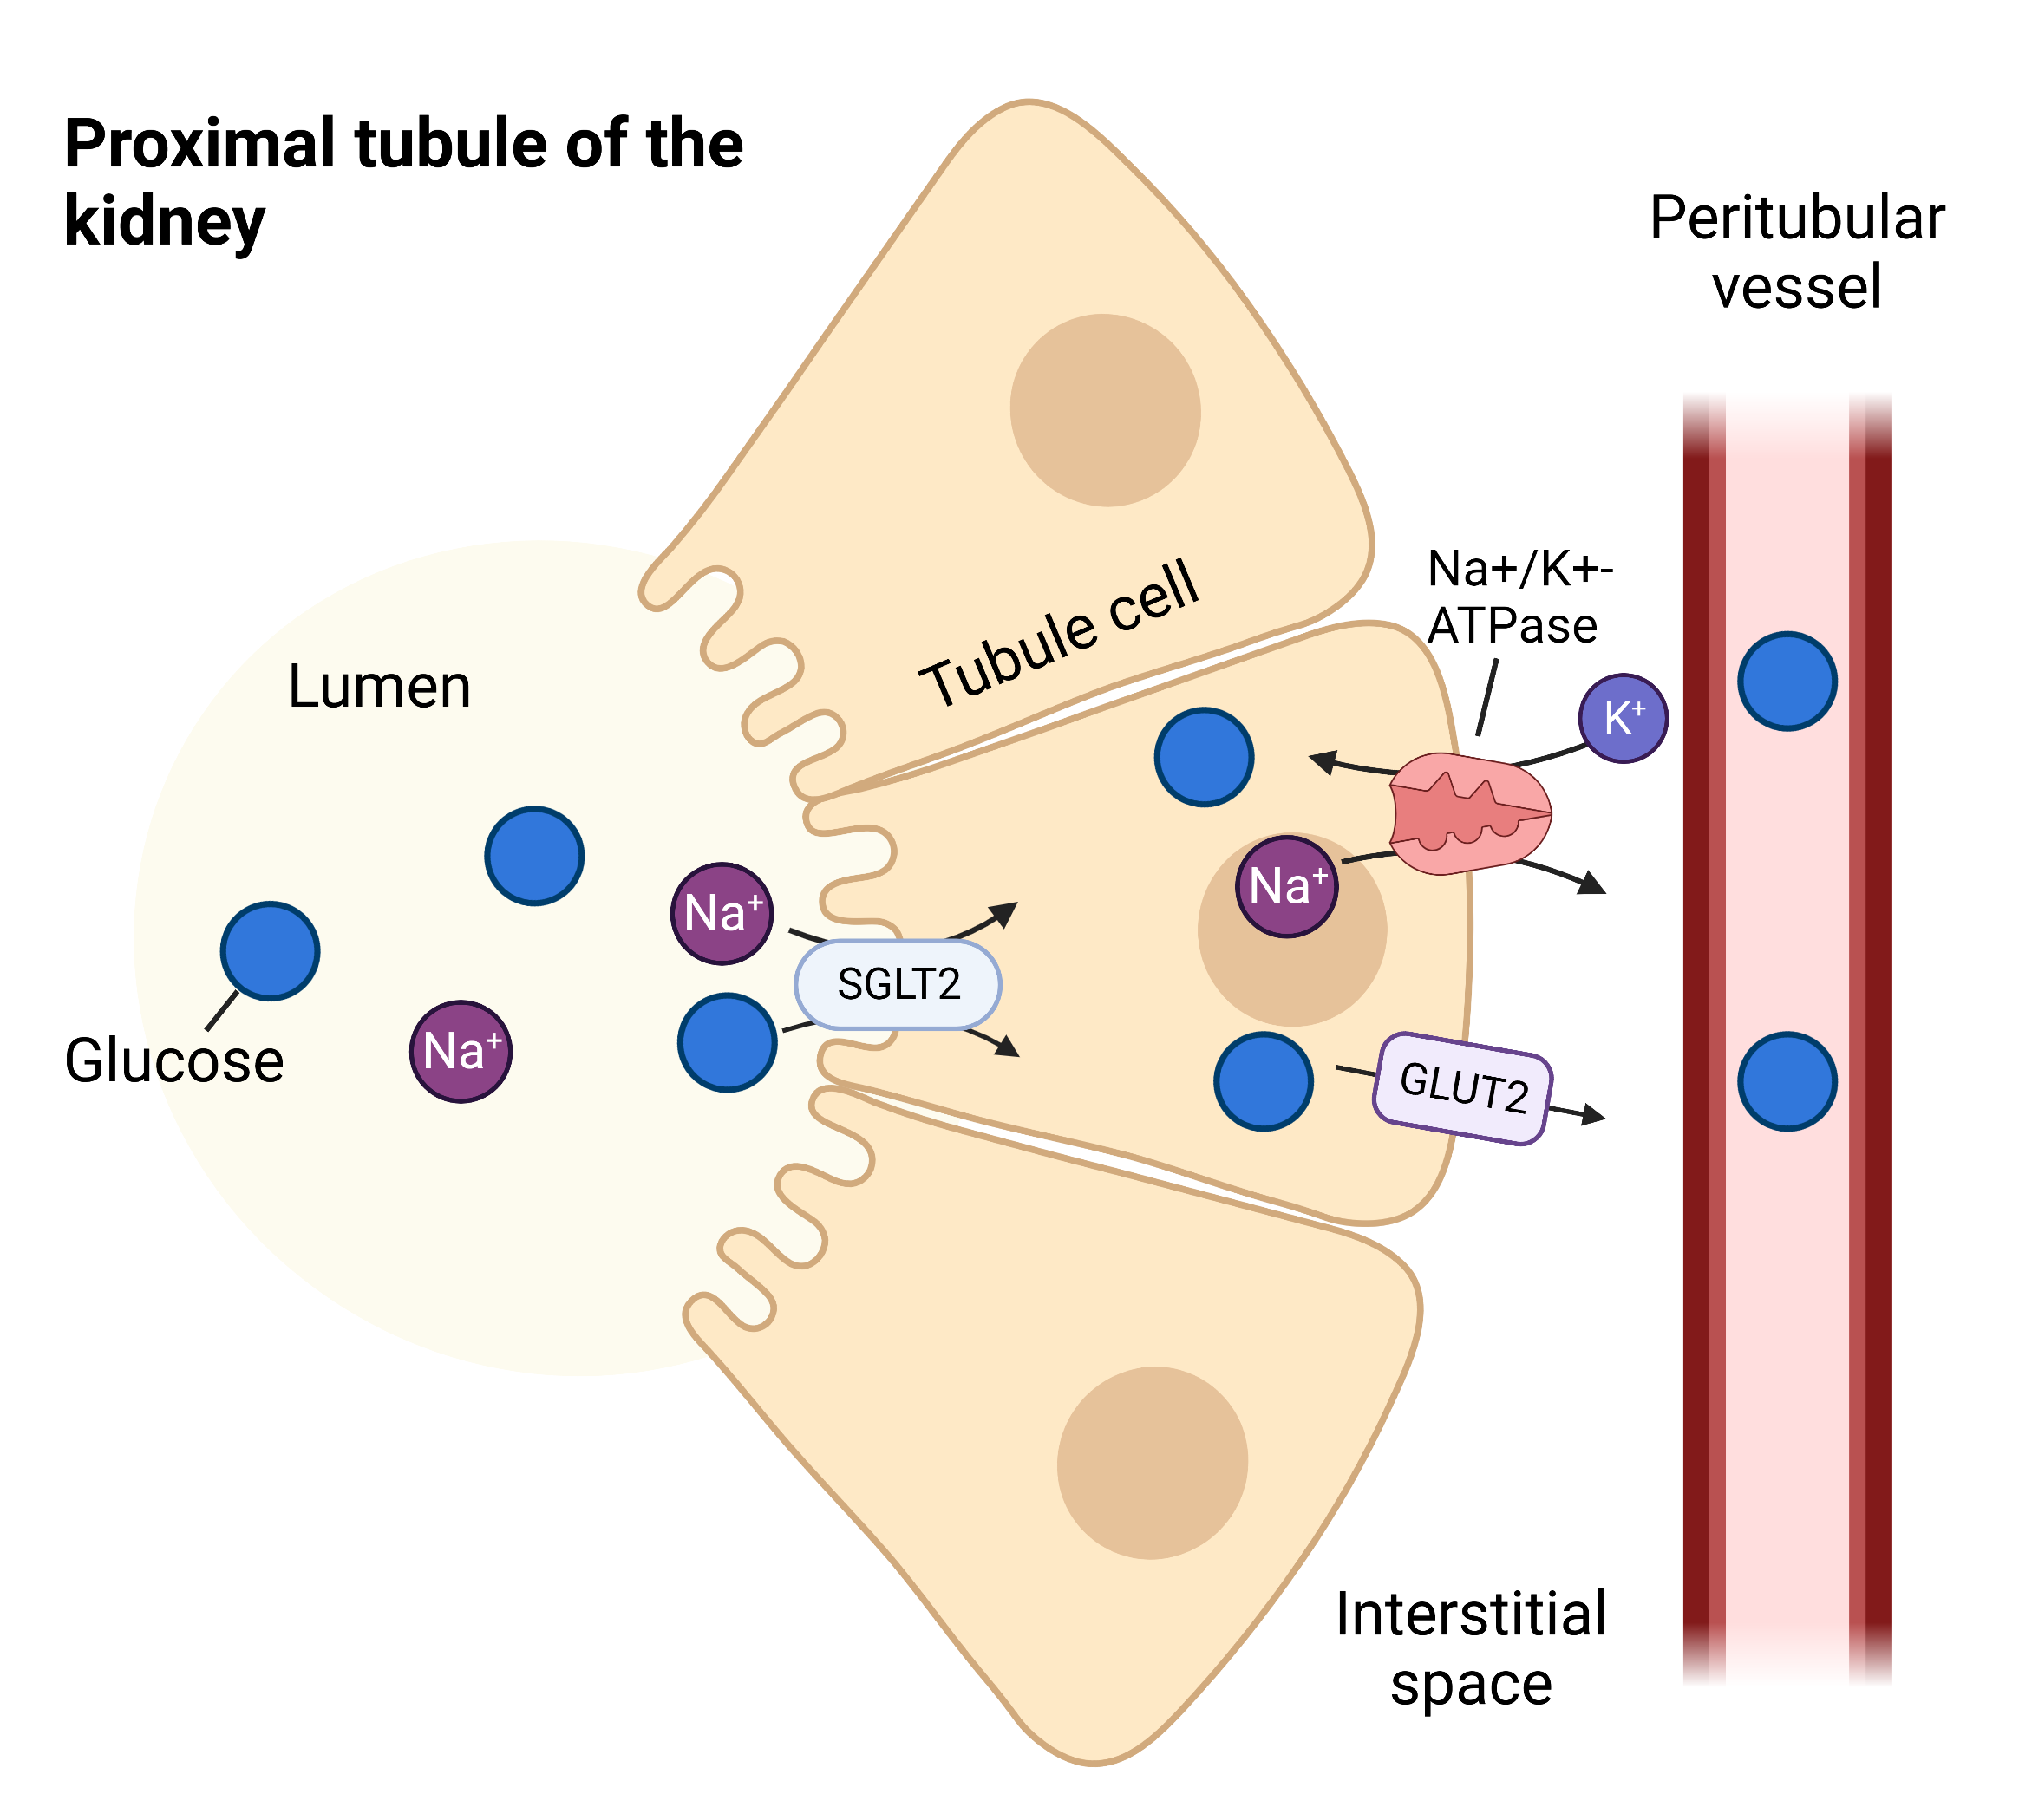 Proximal tubule of the
kidney
Peritubular
vessel
Na+/K+-
ATPase
Tubule cell
Lumen
K⁺
Na⁺
Na⁺
SGLT2
Na⁺
Glucose
GLUT2
Interstitial
space